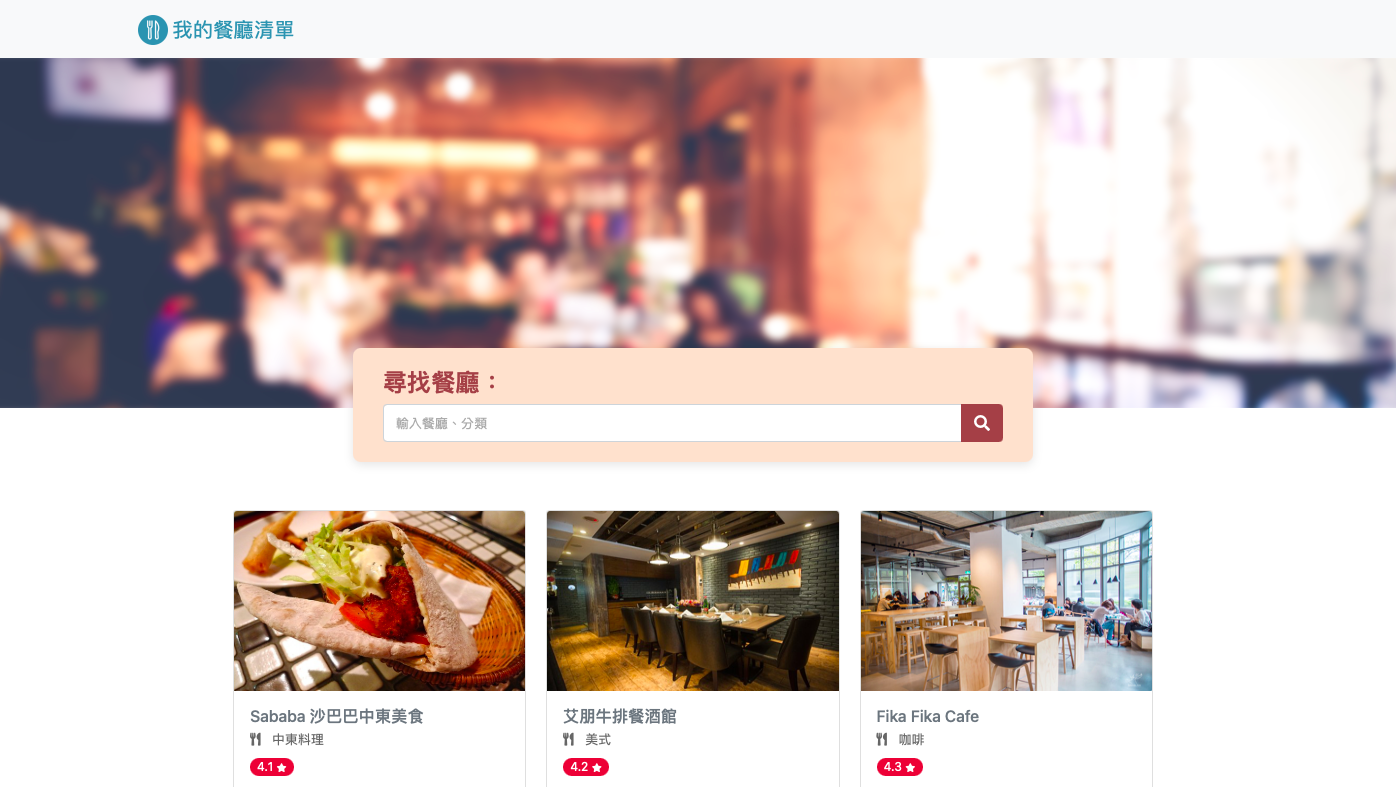 我的餐廳清單
尋找餐廳：
輸入餐廳、分類
Sababa 沙巴巴中東美食
中東料理
4.1
艾朋牛排餐酒館
美式
4.2
Fika Fika Cafe
咖啡
4.3